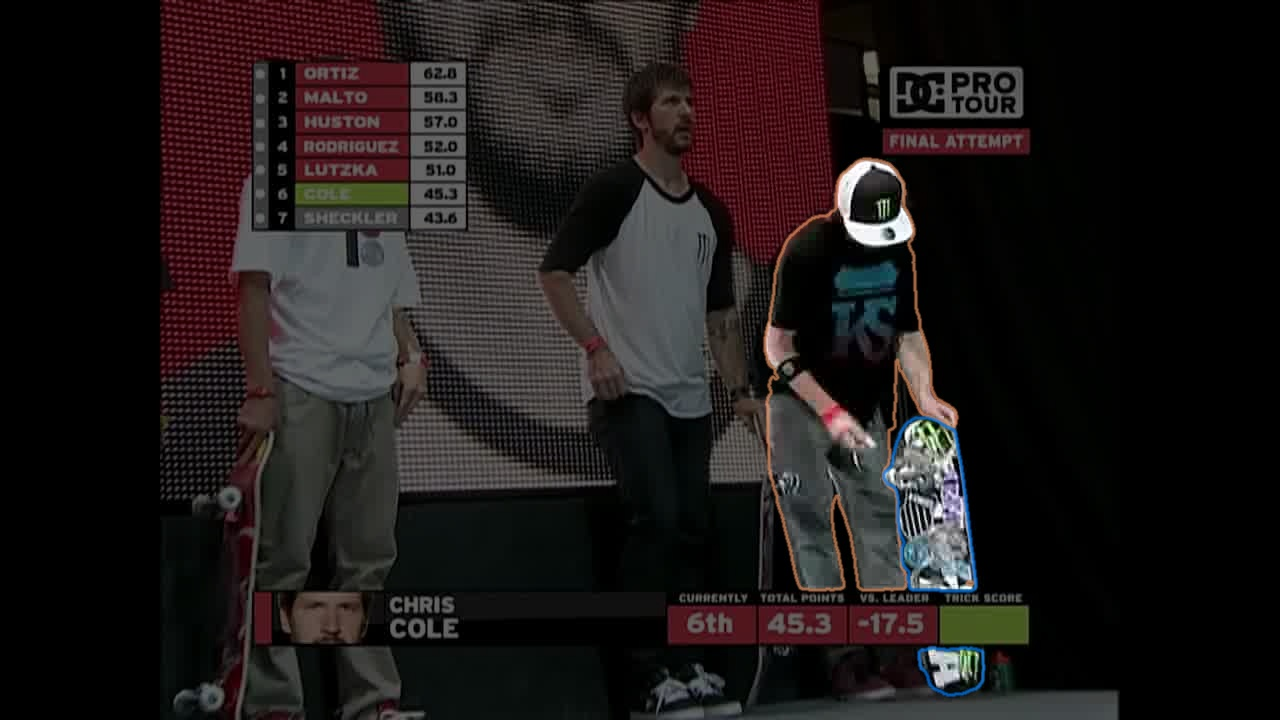 1 ORTIZ 62.8
2 MALTO 58.3
3 HUSTON 57.0
4 RODRIGUEZ 52.0
5 LUTZKA 51.0
6 COLE 45.3
7 SHECKLER 43.6
DC PRO TOUR
FINAL ATTEMPT
CHRIS
COLE
CURRENTLY TOTAL POINTS VS. LEADER TRICK SCORE
6th 45.3 -17.5